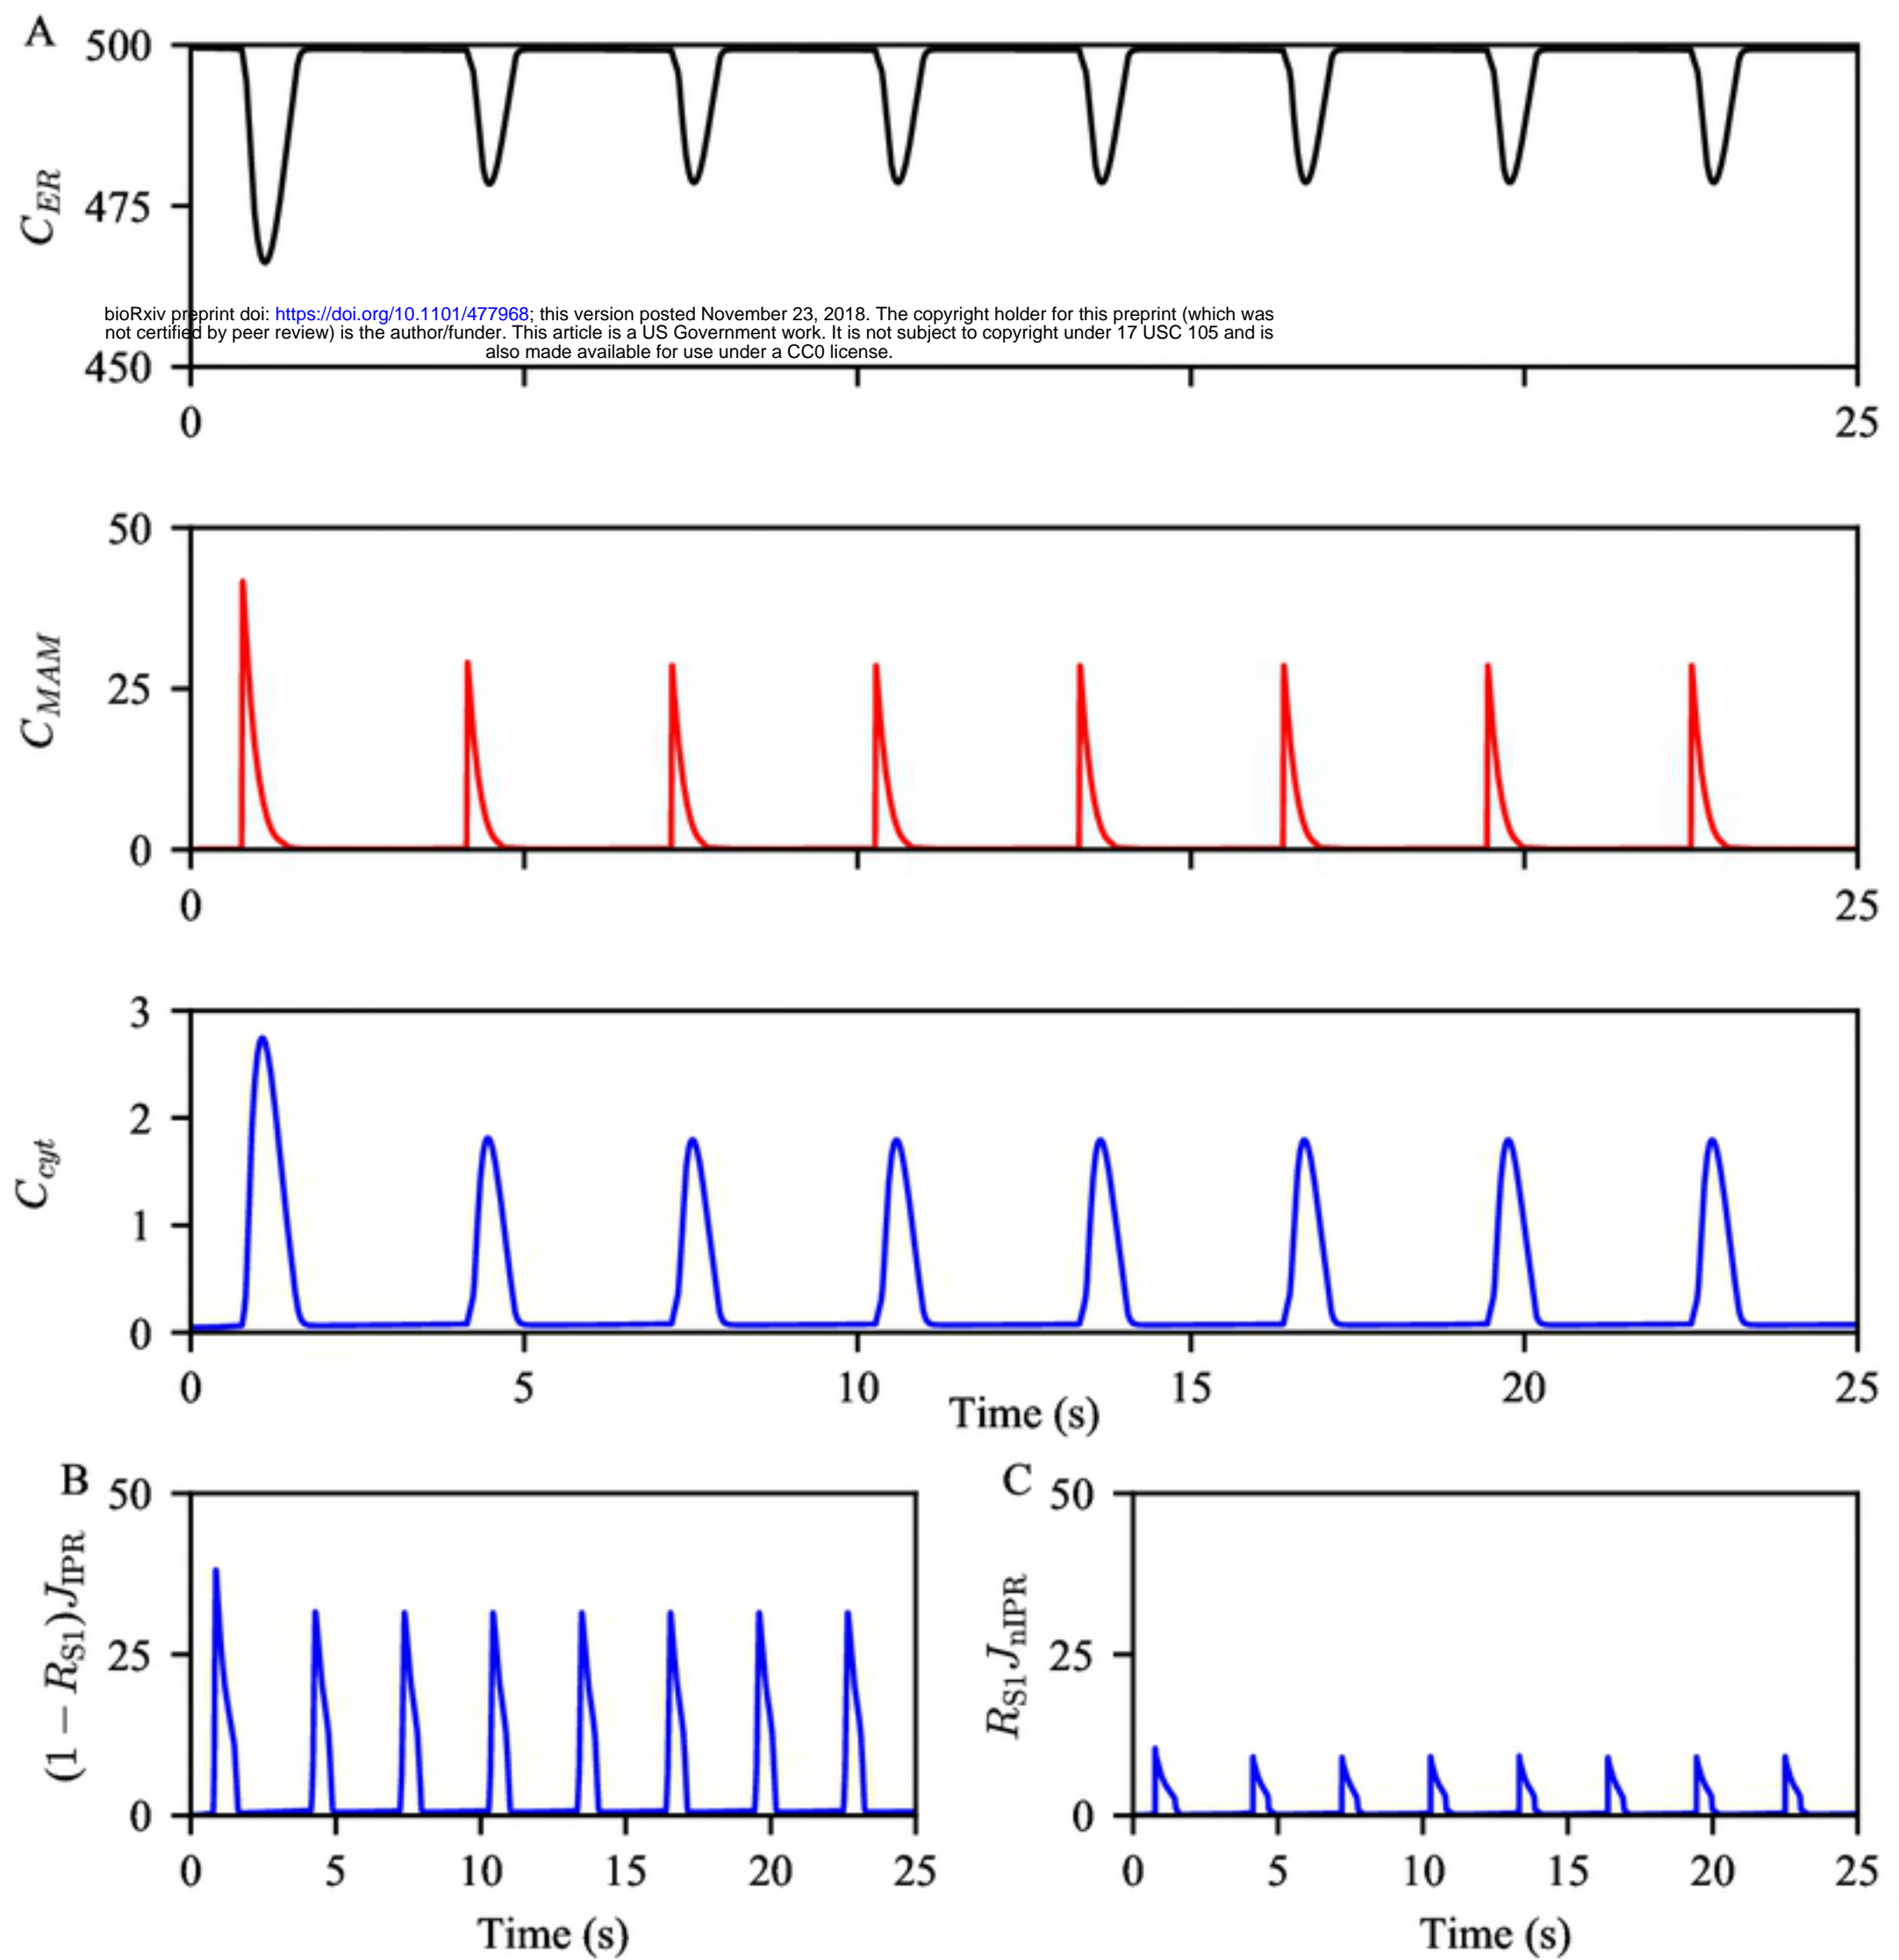 A
500
475
450
C_ER
bioRxiv preprint doi: https://doi.org/10.1101/477968; this version posted November 23, 2018. The copyright holder for this preprint (which was
not certified by peer review) is the author/funder. This article is a US Government work. It is not subject to copyright under 17 USC 105 and is
also made available for use under a CC0 license.
0 25
50
25
0
C_MAM
0 25
3
2
1
0
C_cyt
0 5 10 15 20 25
Time (s)
B
50
25
0
(1 − R_S1)J_IPR
0 5 10 15 20 25
Time (s)
C
50
25
0
R_S1 J_nIPR
0 5 10 15 20 25
Time (s)